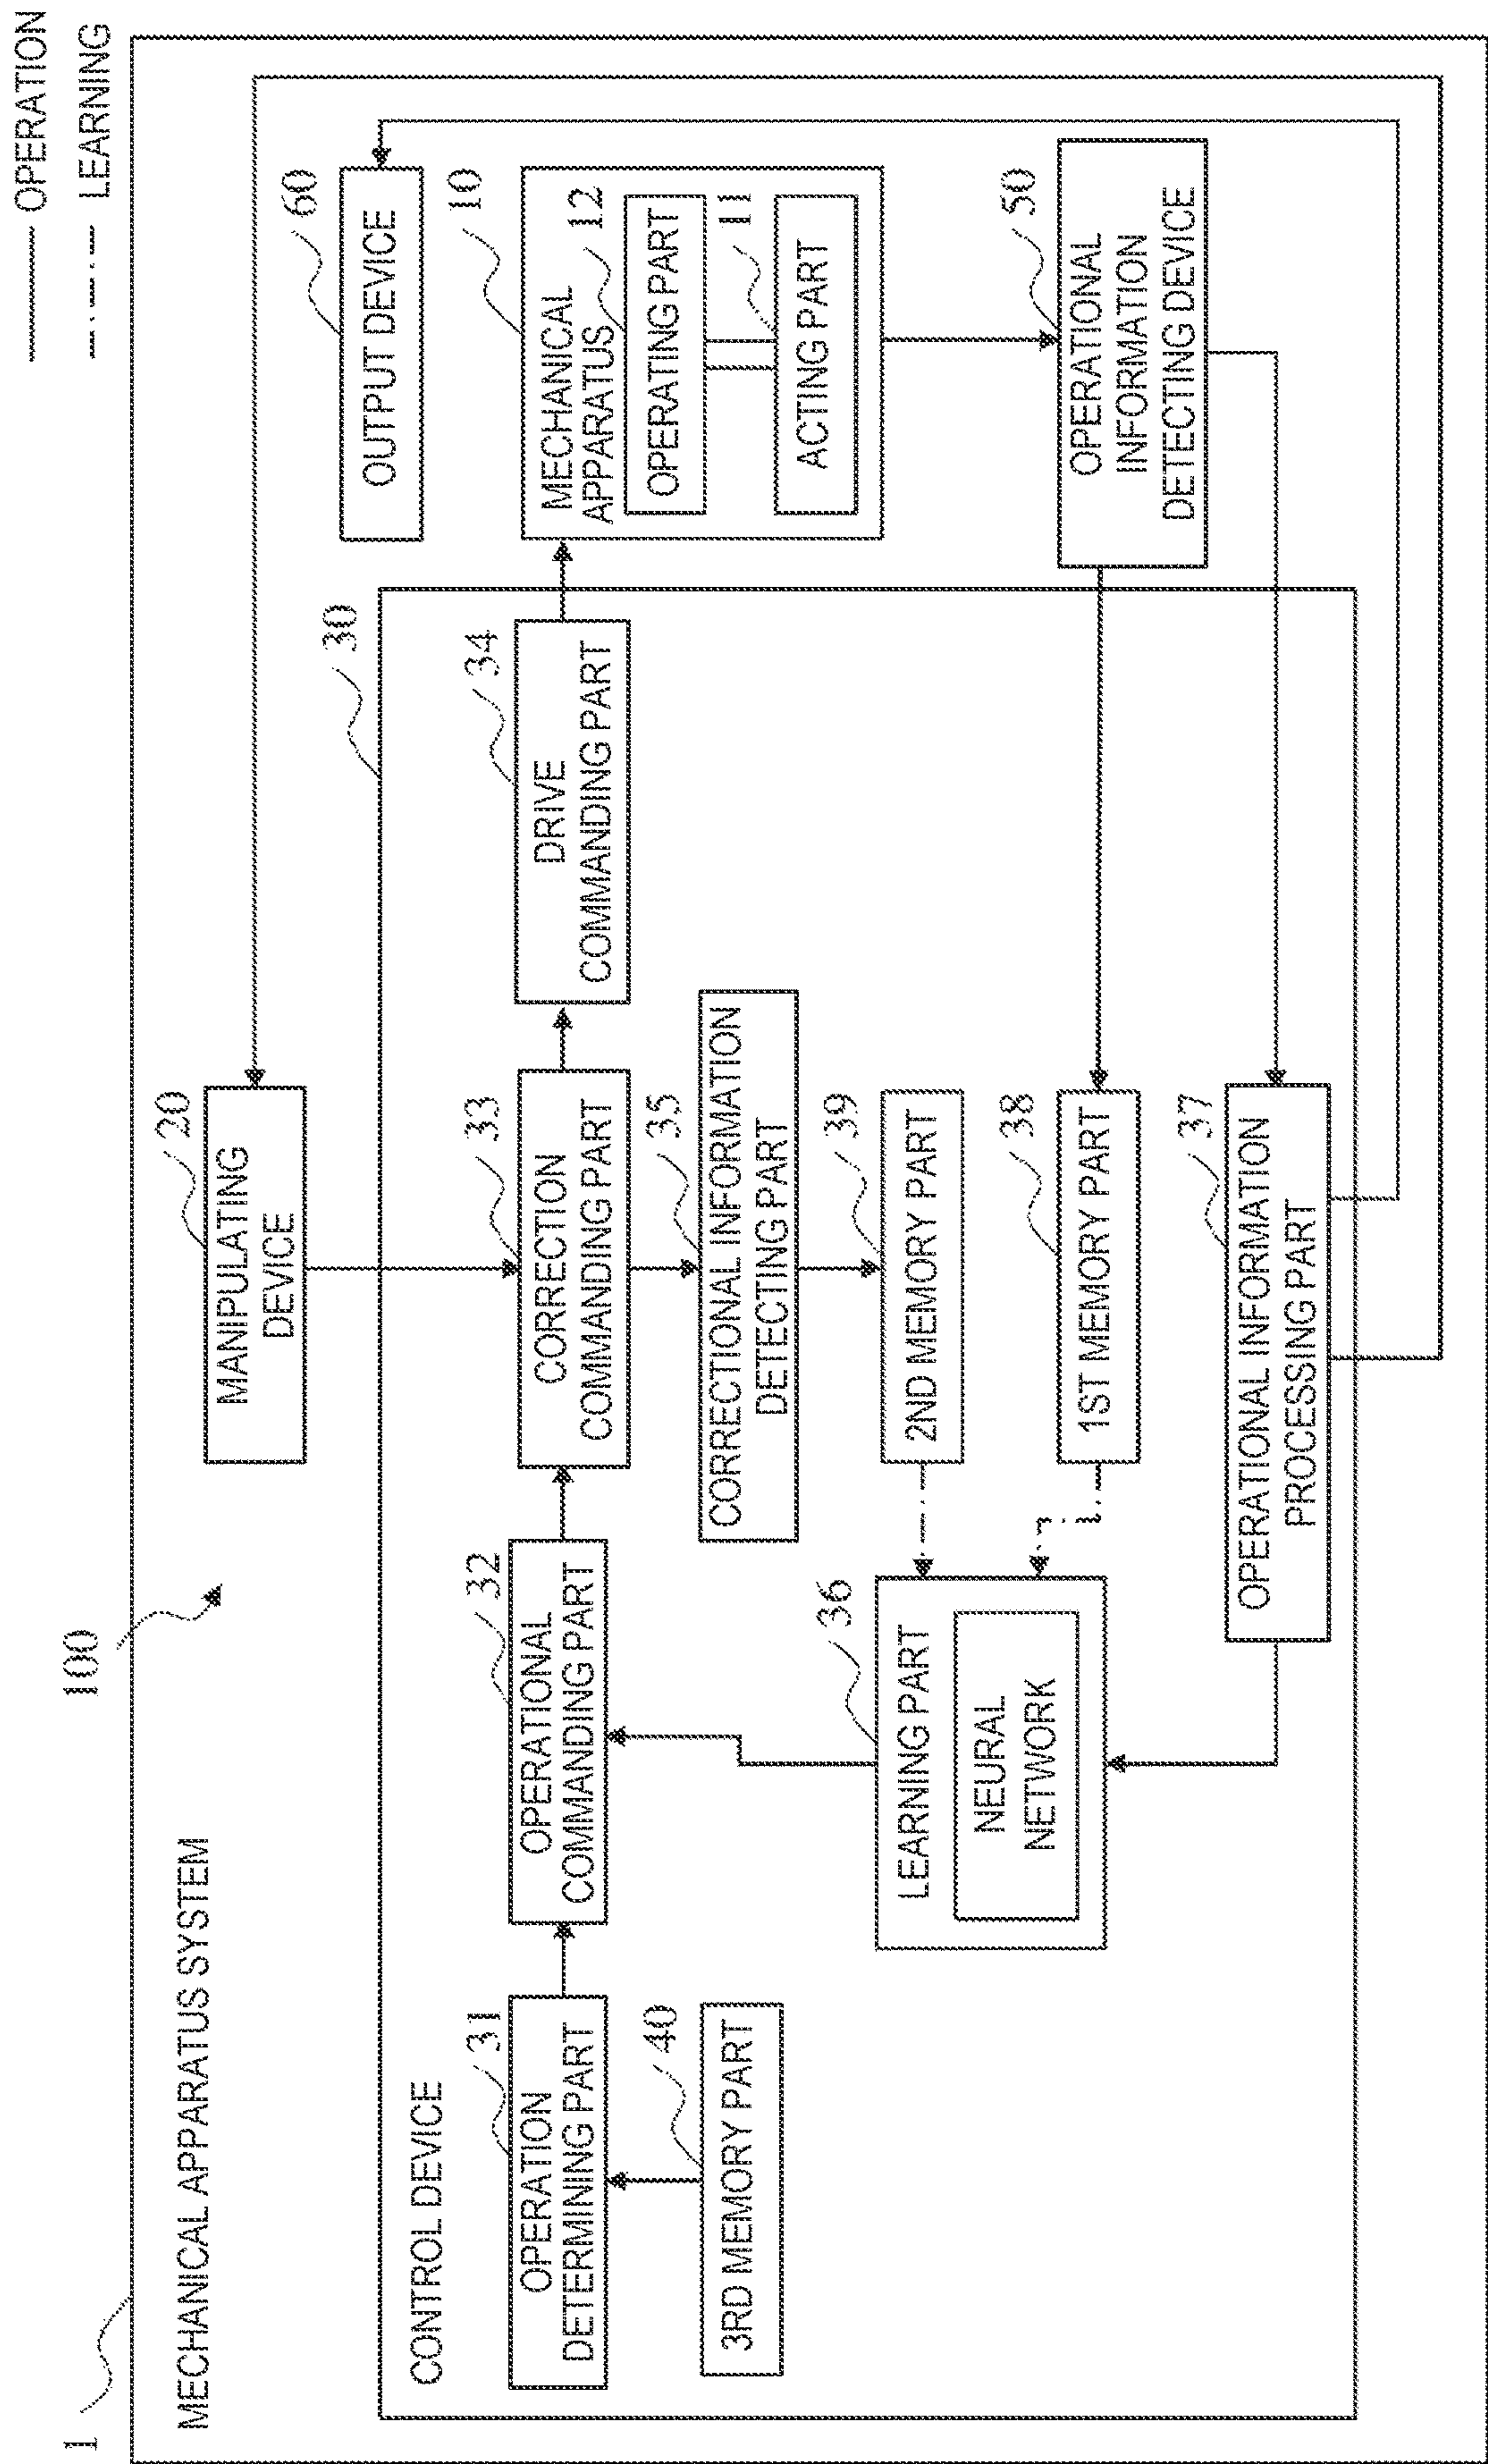 OPERATION
LEARNING
1
100
MECHANICAL APPARATUS SYSTEM
20
MANIPULATING
DEVICE
60
OUTPUT DEVICE
30
CONTROL DEVICE
31
OPERATION
DETERMINING PART
32
OPERATIONAL
COMMANDING PART
33
CORRECTION
COMMANDING PART
34
DRIVE
COMMANDING PART
10
MECHANICAL
APPARATUS
12
OPERATING PART
11
ACTING PART
40
3RD MEMORY PART
35
CORRECTIONAL INFORMATION
DETECTING PART
39
2ND MEMORY PART
36
LEARNING PART
NEURAL
NETWORK
38
1ST MEMORY PART
50
OPERATIONAL
INFORMATION
DETECTING DEVICE
37
OPERATIONAL INFORMATION
PROCESSING PART